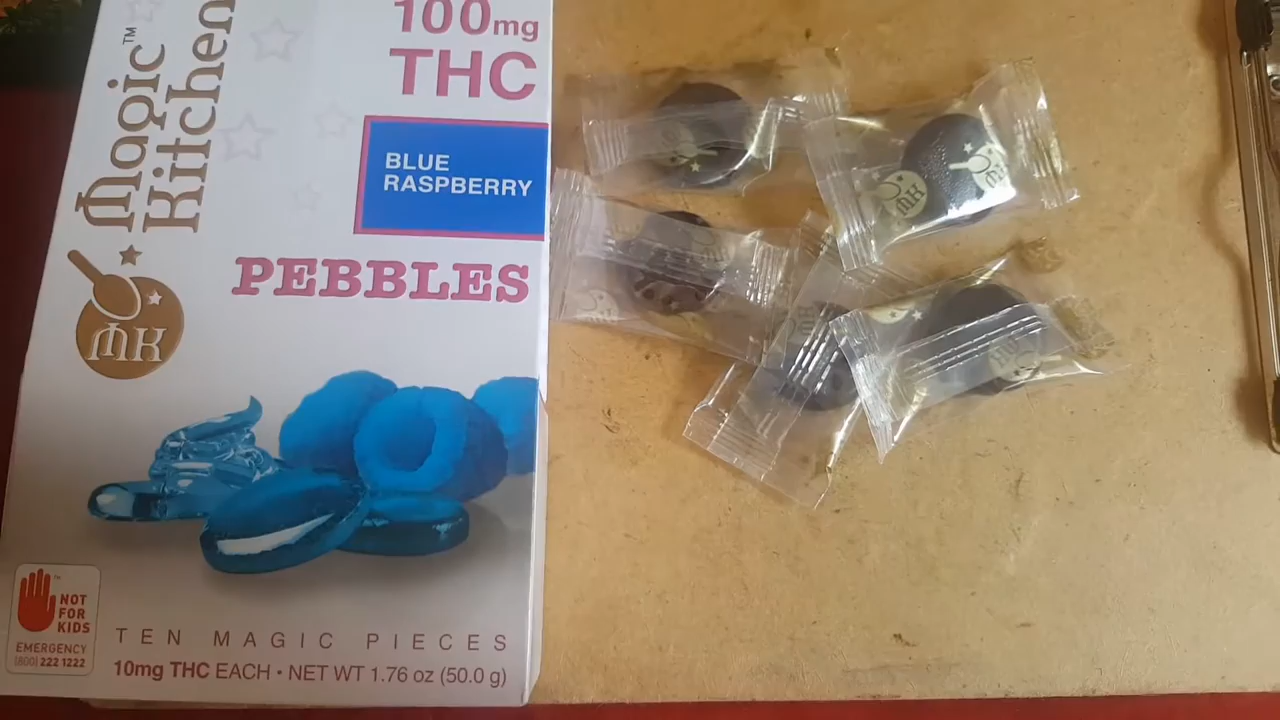 Magic™
Kitchen
MK
100mg
THC
BLUE
RASPBERRY
PEBBLES
NOT
FOR
KIDS
EMERGENCY
(800) 222 1222
TEN MAGIC PIECES
10mg THC EACH • NET WT 1.76 oz (50.0 g)
MK